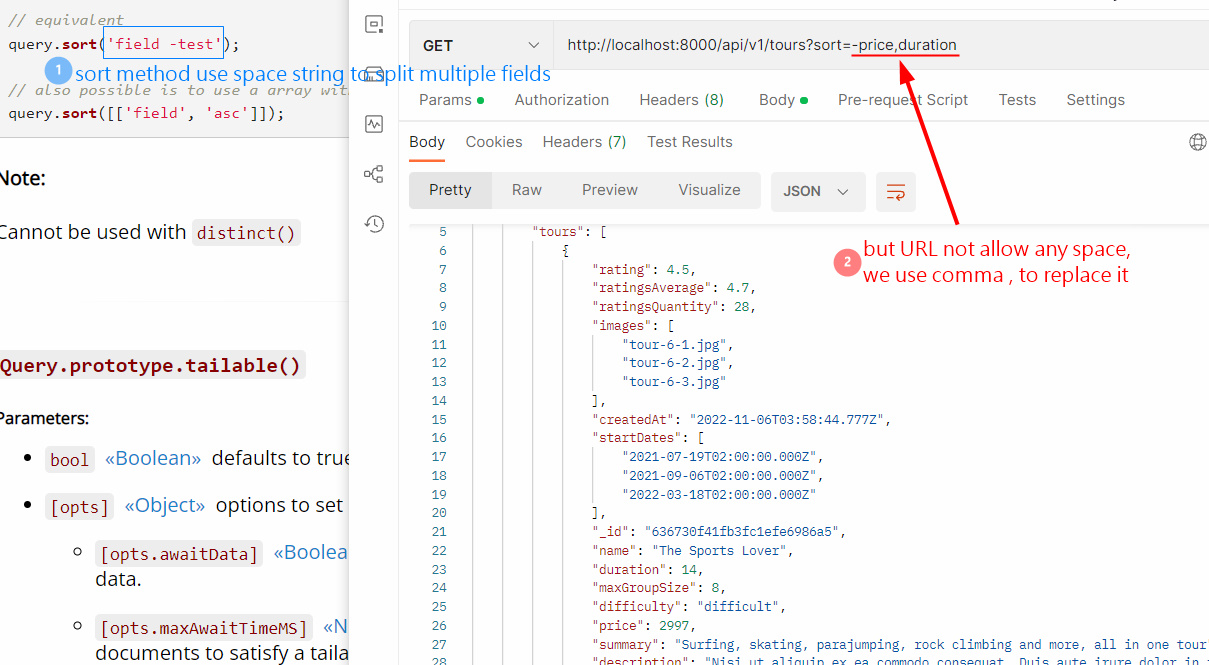 // equivalent
query.sort('field -test');
1 sort method use space string to split multiple fields
// also possible is to use a array wit
query.sort([['field', 'asc']]);
Note:
Cannot be used with distinct()
Query.prototype.tailable()
Parameters:
bool «Boolean» defaults to true
[opts] «Object» options to set
[opts.awaitData] «Boolea
data.
[opts.maxAwaitTimeMS] «N
documents to satisfy a taila
GET
http://localhost:8000/api/v1/tours?sort=-price,duration
Params
Authorization
Headers (8)
Body
Pre-request Script
Tests
Settings
Body
Cookies
Headers (7)
Test Results
Pretty
Raw
Preview
Visualize
JSON
2 but URL not allow any space,
we use comma , to replace it
5 "tours": [
6 {
7 "rating": 4.5,
8 "ratingsAverage": 4.7,
9 "ratingsQuantity": 28,
10 "images": [
11 "tour-6-1.jpg",
12 "tour-6-2.jpg",
13 "tour-6-3.jpg"
14 ],
15 "createdAt": "2022-11-06T03:58:44.777Z",
16 "startDates": [
17 "2021-07-19T02:00:00.000Z",
18 "2021-09-06T02:00:00.000Z",
19 "2022-03-18T02:00:00.000Z"
20 ],
21 "_id": "636730f41fb3fc1efe6986a5",
22 "name": "The Sports Lover",
23 "duration": 14,
24 "maxGroupSize": 8,
25 "difficulty": "difficult",
26 "price": 2997,
27 "summary": "Surfing, skating, parajumping, rock climbing and more, all in one tour"
28 "description": "Nisi ut aliquip ex ea commodo consequat. Duis aute irure dolor in